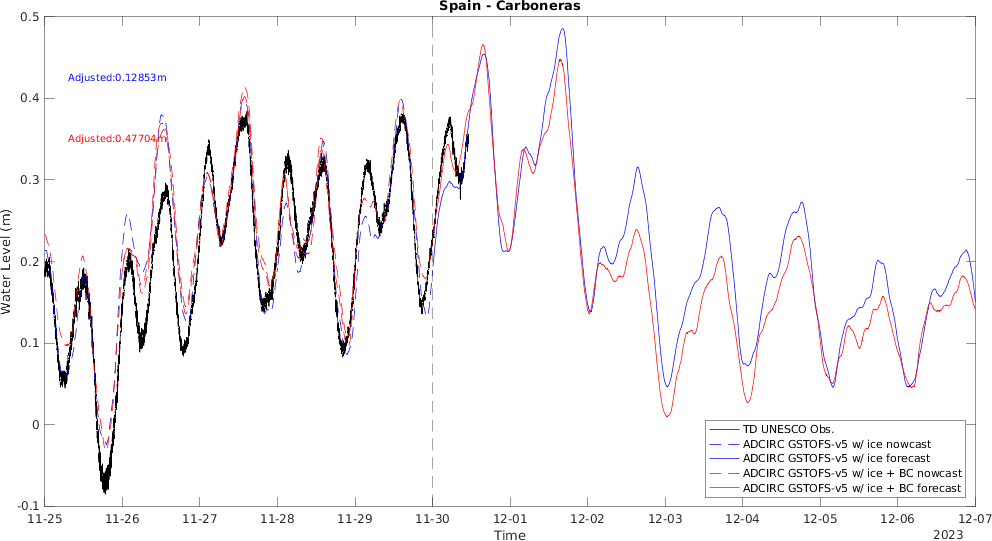 Spain - Carboneras
0.5
0.4
0.3
0.2
0.1
0
-0.1
Water Level (m)
Adjusted:0.12853m
Adjusted:0.47704m
TD UNESCO Obs.
ADCIRC GSTOFS-v5 w/ ice nowcast
ADCIRC GSTOFS-v5 w/ ice forecast
ADCIRC GSTOFS-v5 w/ ice + BC nowcast
ADCIRC GSTOFS-v5 w/ ice + BC forecast
11-25 11-26 11-27 11-28 11-29 11-30 12-01 12-02 12-03 12-04 12-05 12-06 12-07
Time
2023